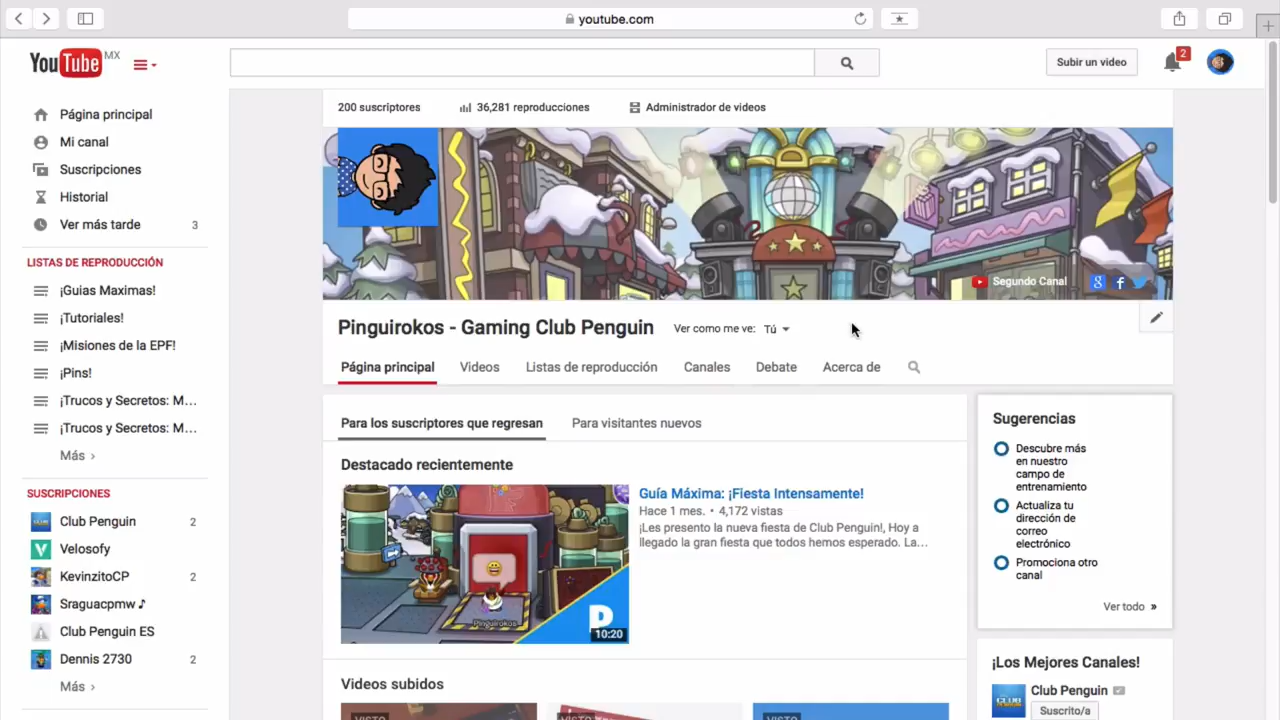 youtube.com
YouTube MX
Subir un video
2
Página principal
Mi canal
Suscripciones
Historial
Ver más tarde 3
LISTAS DE REPRODUCCIÓN
¡Guias Maximas!
¡Tutoriales!
¡Misiones de la EPF!
¡Pins!
¡Trucos y Secretos: M...
¡Trucos y Secretos: M...
Más ›
SUSCRIPCIONES
Club Penguin 2
Velosofy
KevinzitoCP 2
Sraguacpmw ♪
Club Penguin ES
Dennis 2730 2
Más ›
200 suscriptores 36,281 reproducciones Administrador de videos
Segundo Canal
Pinguirokos - Gaming Club Penguin Ver como me ve: Tú
Página principal Videos Listas de reproducción Canales Debate Acerca de
Para los suscriptores que regresan Para visitantes nuevos
Destacado recientemente
Pinguirokos
P
10:20
Guía Máxima: ¡Fiesta Intensamente!
Hace 1 mes. • 4,172 vistas
¡Les presento la nueva fiesta de Club Penguin!, Hoy a
llegado la gran fiesta que todos hemos esperado. La...
Videos subidos
VISTO
VISTO
VISTO
Sugerencias
Descubre más
en nuestro
campo de
entrenamiento
Actualiza tu
dirección de
correo
electrónico
Promociona otro
canal
Ver todo »
¡Los Mejores Canales!
Club Penguin
Suscrito/a